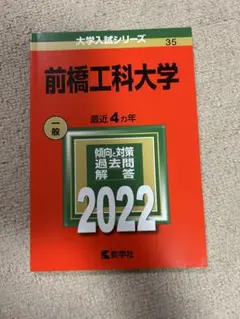 大学入試シリーズ
35
前橋工科大学
一般
最近4カ年
傾向と対策
過去問
解答
2022
教学社